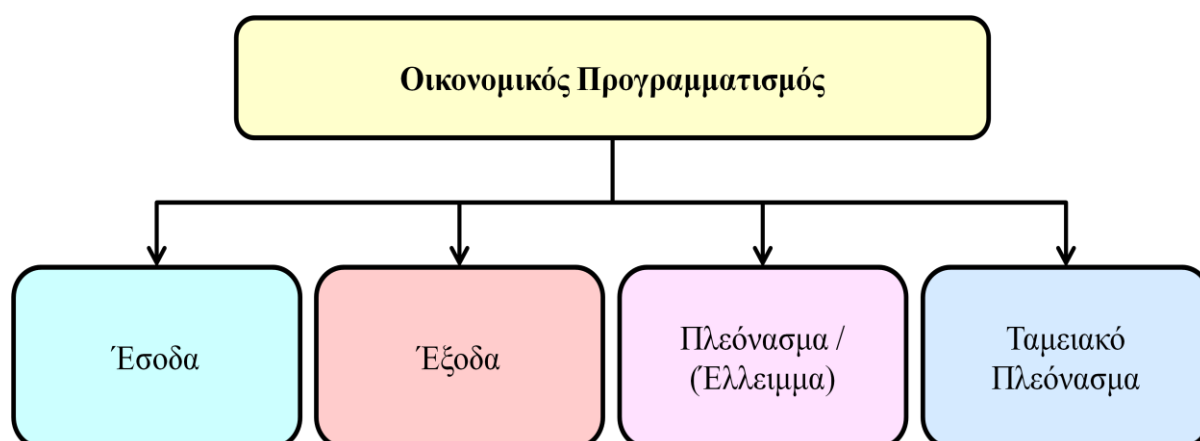 Οικονομικός Προγραμματισμός
Έσοδα
Έξοδα
Πλεόνασμα /
(Έλλειμμα)
Ταμειακό
Πλεόνασμα